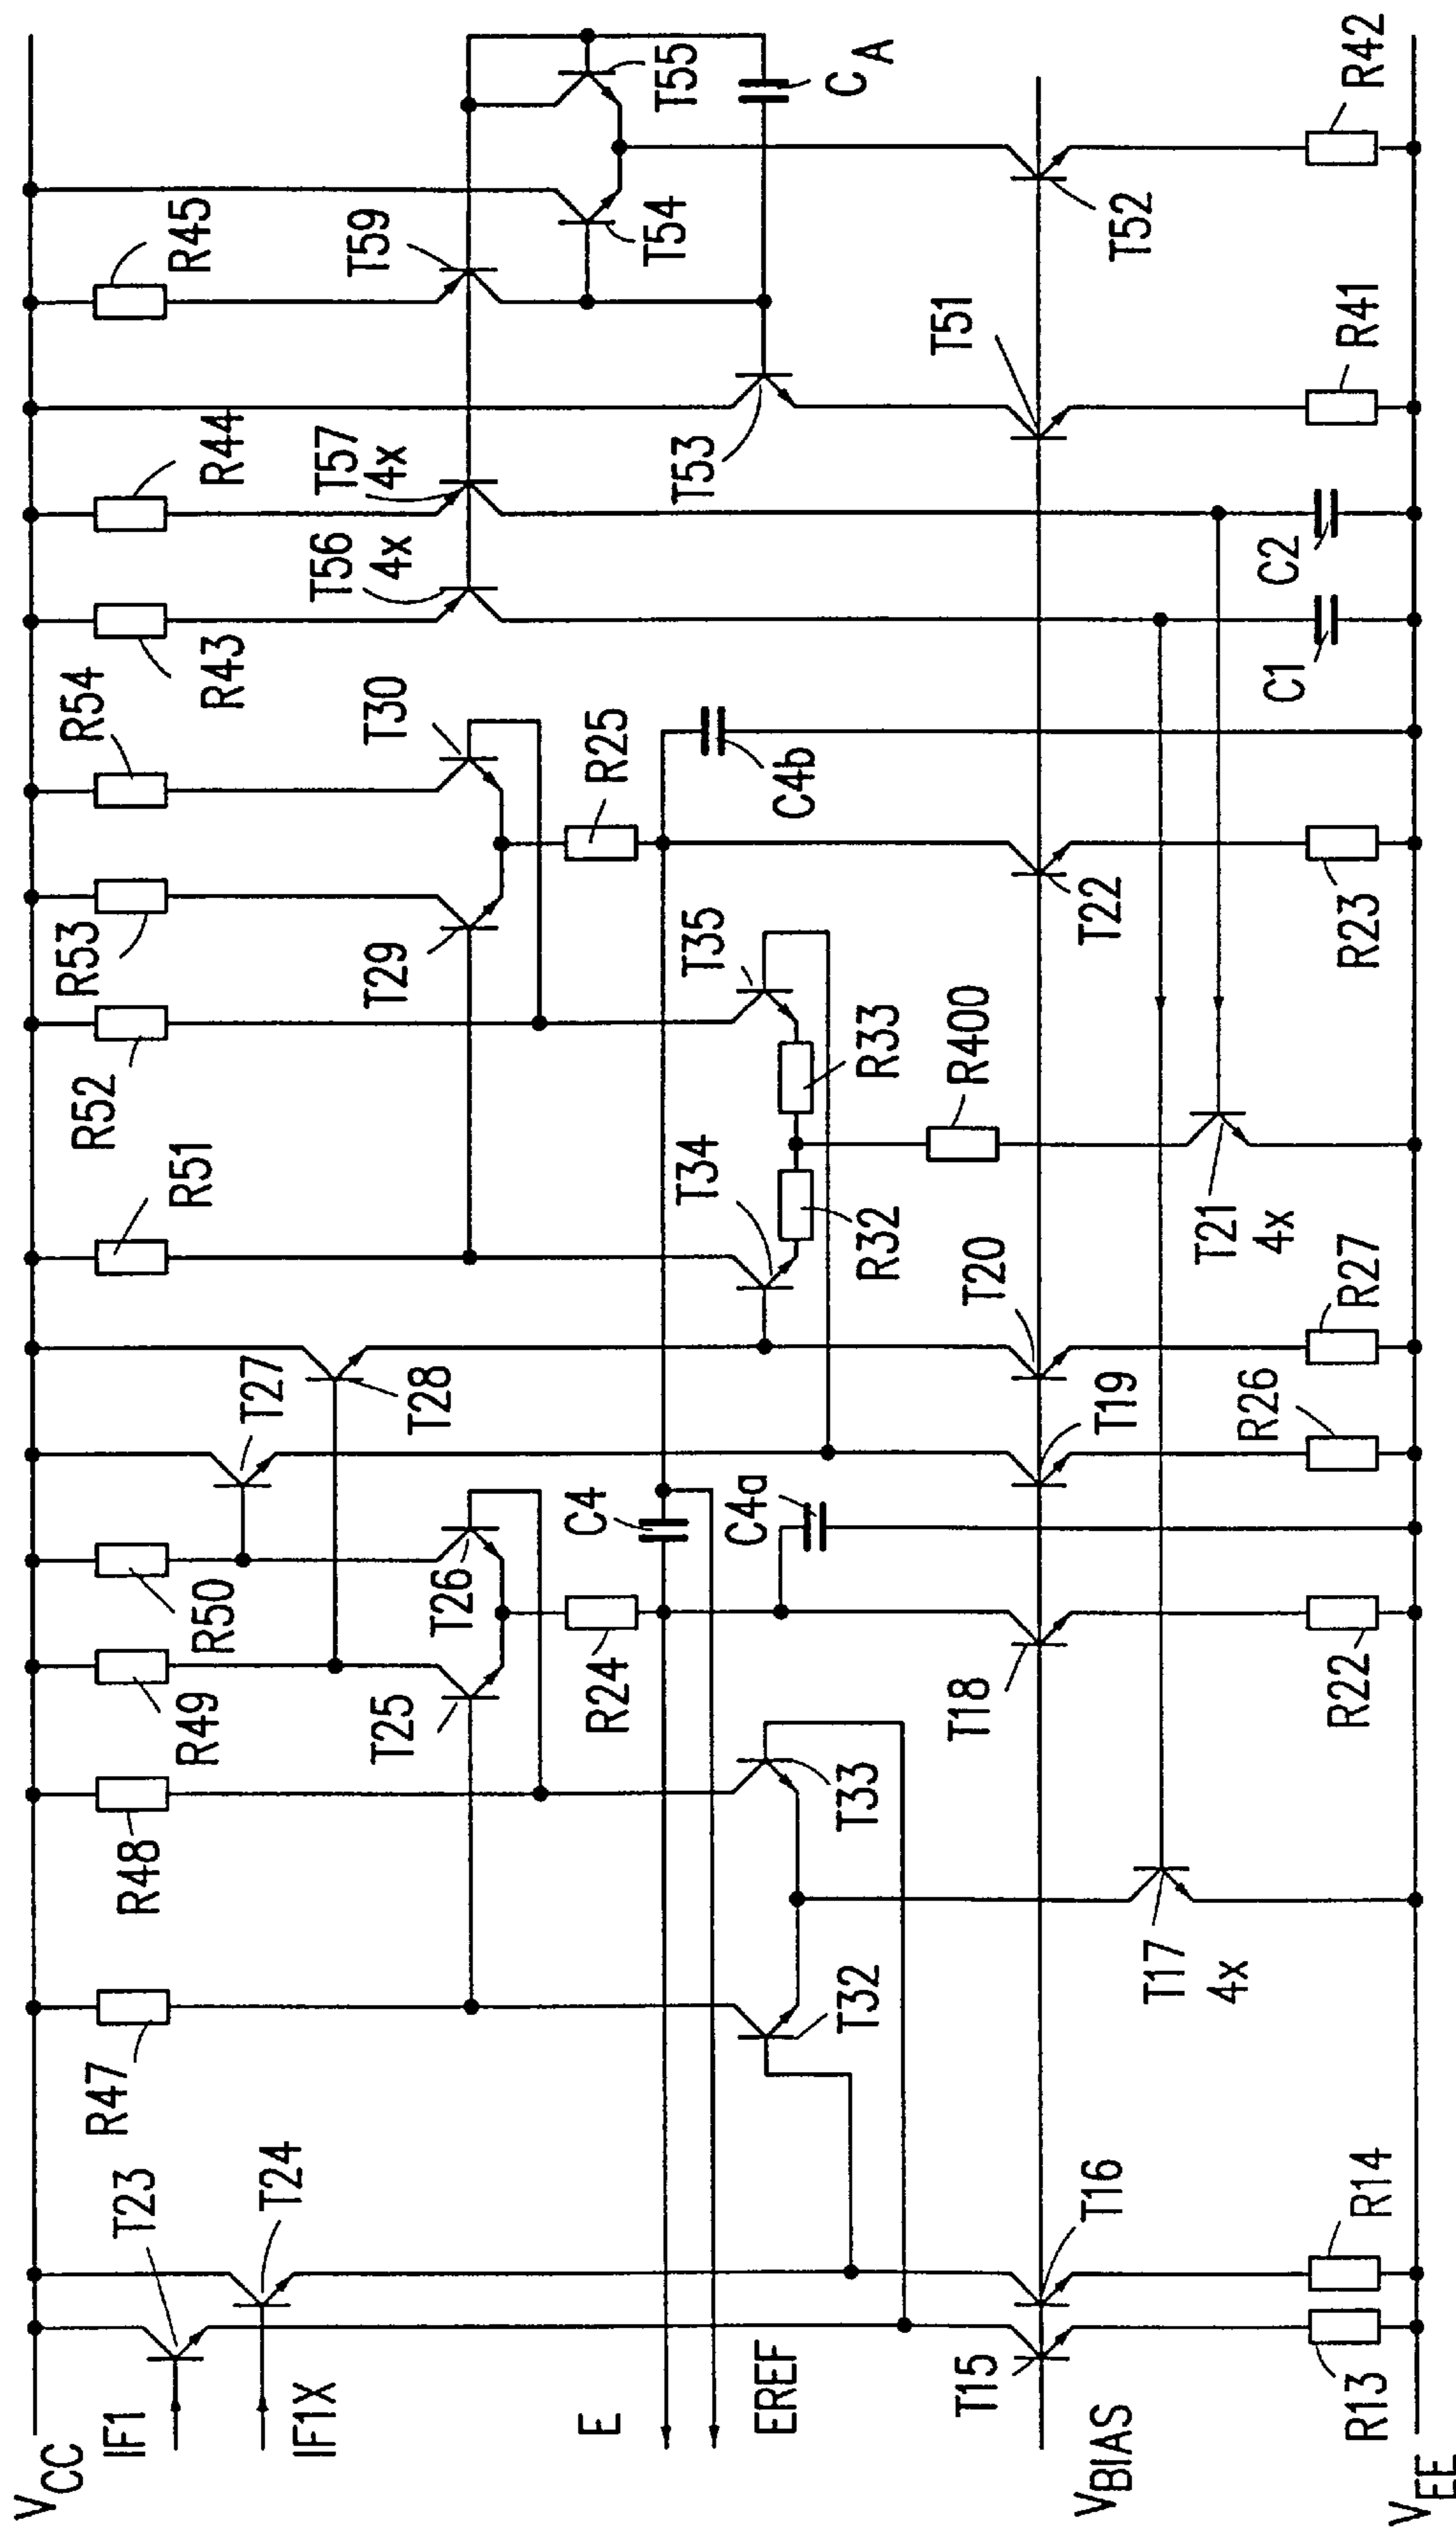 V_CC
IF1
T23
IF1X
T24
R47
R48
R49
R50
R51
R52
R53
R54
R43
R44
R45
T27
T28
T25
T26
T29
T30
T56
4x
T57
4x
T59
E
EREF
R24
C4
R25
T54
T55
T32
T33
C4a
T34
T35
C4b
T53
C_A
R32
R33
R400
V_BIAS
T15
T16
T18
T19
T20
T22
T51
T52
T17
4x
T21
4x
R13
R14
R22
R26
R27
R23
C1
C2
R41
R42
V_EE